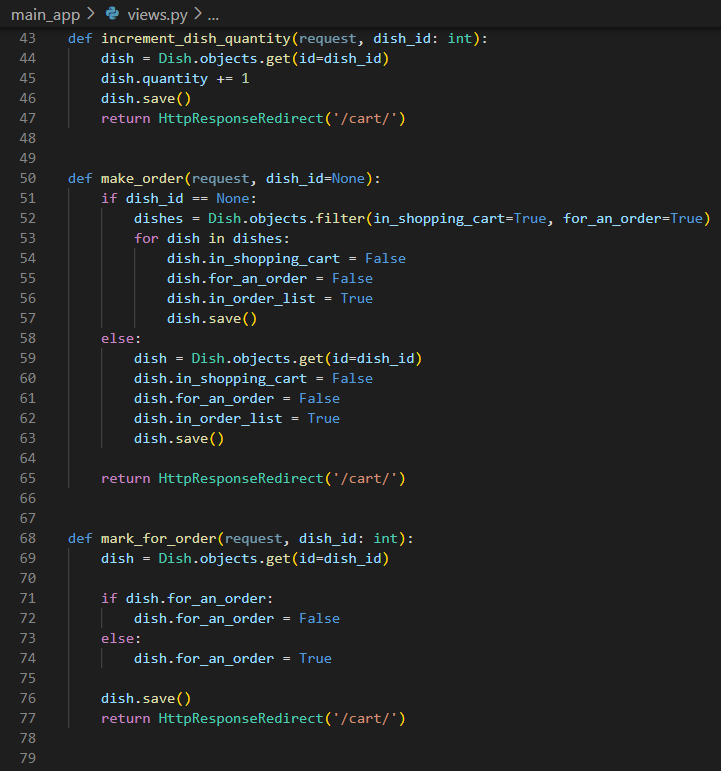 main_app > views.py > ...
43 def increment_dish_quantity(request, dish_id: int):
44     dish = Dish.objects.get(id=dish_id)
45     dish.quantity += 1
46     dish.save()
47     return HttpResponseRedirect('/cart/')
48
49
50 def make_order(request, dish_id=None):
51     if dish_id == None:
52         dishes = Dish.objects.filter(in_shopping_cart=True, for_an_order=True)
53         for dish in dishes:
54             dish.in_shopping_cart = False
55             dish.for_an_order = False
56             dish.in_order_list = True
57             dish.save()
58     else:
59         dish = Dish.objects.get(id=dish_id)
60         dish.in_shopping_cart = False
61         dish.for_an_order = False
62         dish.in_order_list = True
63         dish.save()
64
65     return HttpResponseRedirect('/cart/')
66
67
68 def mark_for_order(request, dish_id: int):
69     dish = Dish.objects.get(id=dish_id)
70
71     if dish.for_an_order:
72         dish.for_an_order = False
73     else:
74         dish.for_an_order = True
75
76     dish.save()
77     return HttpResponseRedirect('/cart/')
78
79